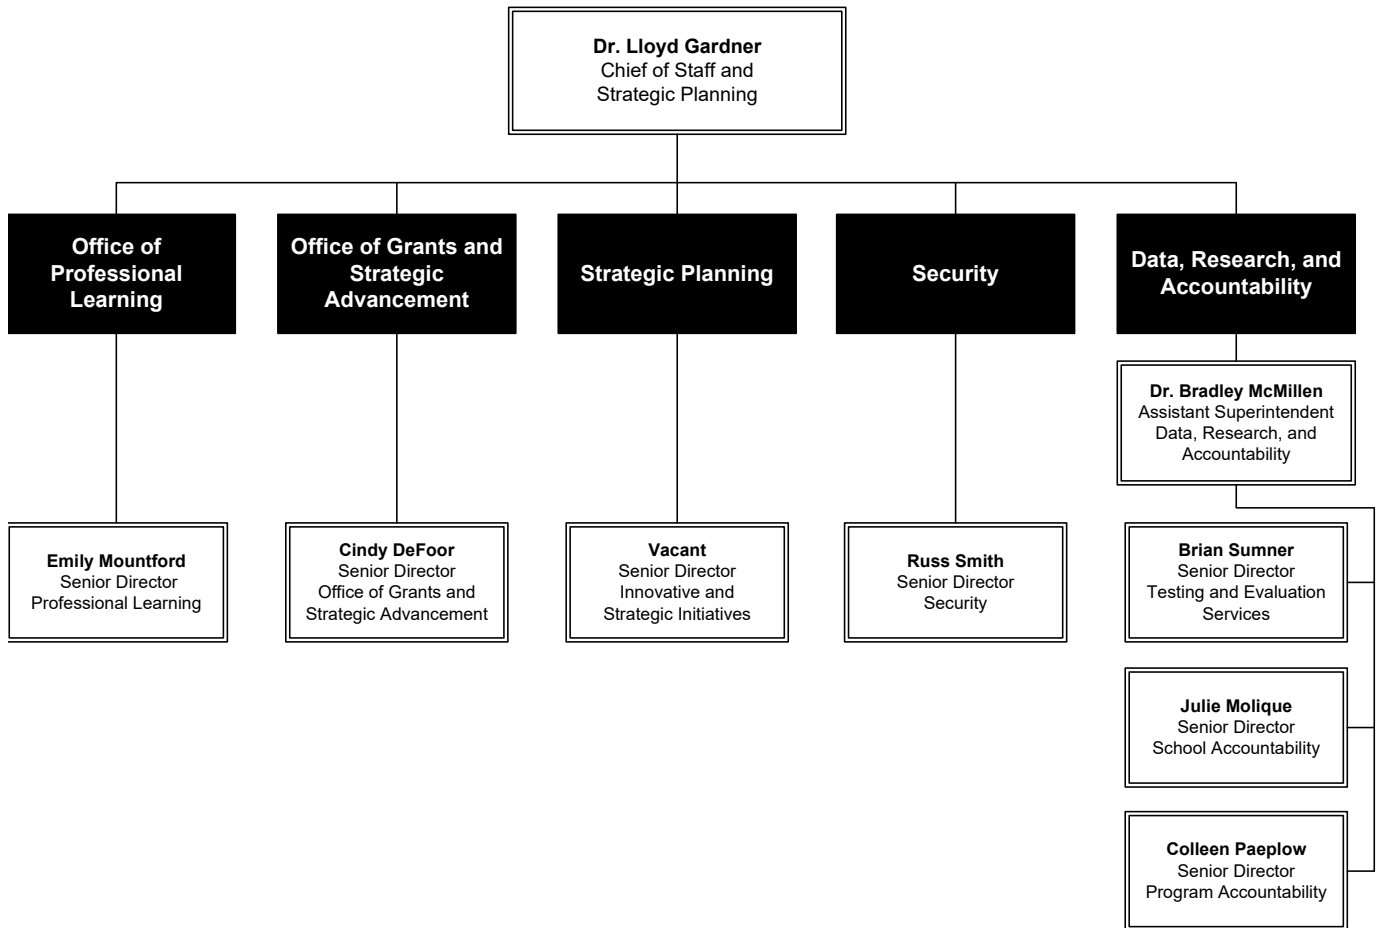 Dr. Lloyd Gardner
Chief of Staff and
Strategic Planning
Office of
Professional
Learning
Office of Grants and
Strategic
Advancement
Strategic Planning
Security
Data, Research, and
Accountability
Dr. Bradley McMillen
Assistant Superintendent
Data, Research, and
Accountability
Emily Mountford
Senior Director
Professional Learning
Cindy DeFoor
Senior Director
Office of Grants and
Strategic Advancement
Vacant
Senior Director
Innovative and
Strategic Initiatives
Russ Smith
Senior Director
Security
Brian Sumner
Senior Director
Testing and Evaluation
Services
Julie Molique
Senior Director
School Accountability
Colleen Paeplow
Senior Director
Program Accountability